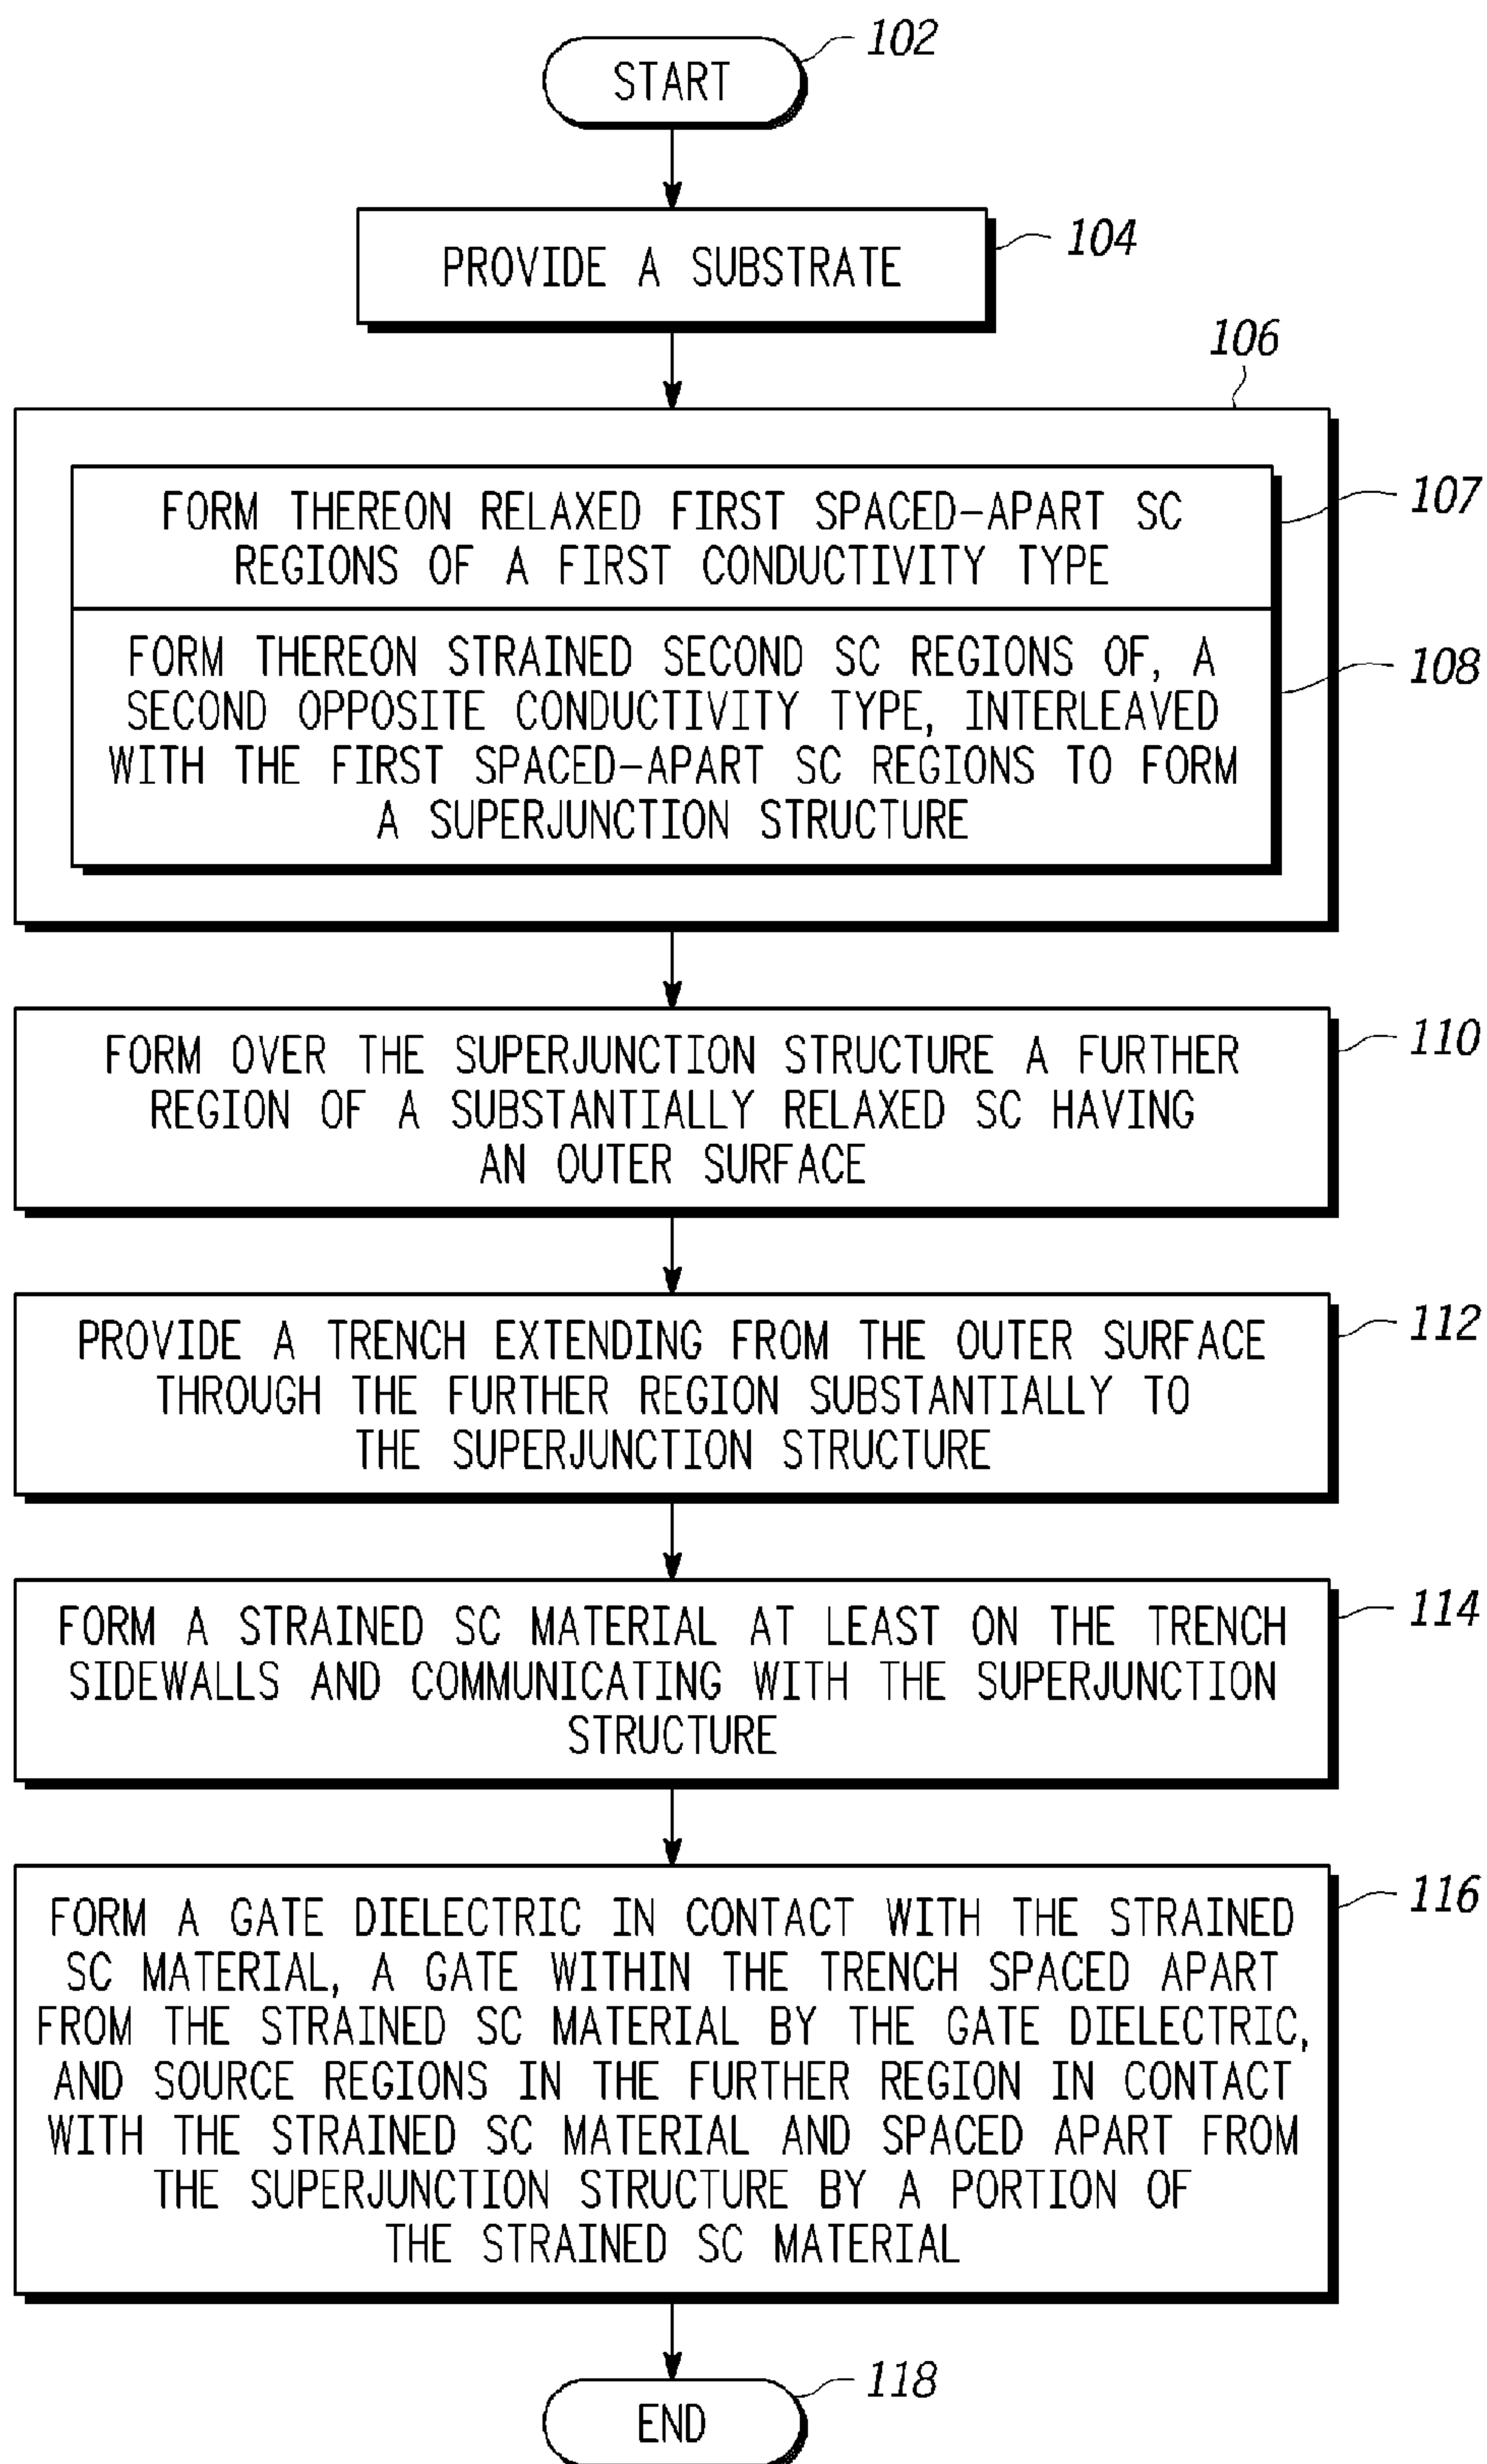 START
102
PROVIDE A SUBSTRATE
104
106
FORM THEREON RELAXED FIRST SPACED-APART SC
REGIONS OF A FIRST CONDUCTIVITY TYPE
107
FORM THEREON STRAINED SECOND SC REGIONS OF, A
SECOND OPPOSITE CONDUCTIVITY TYPE, INTERLEAVED
WITH THE FIRST SPACED-APART SC REGIONS TO FORM
A SUPERJUNCTION STRUCTURE
108
FORM OVER THE SUPERJUNCTION STRUCTURE A FURTHER
REGION OF A SUBSTANTIALLY RELAXED SC HAVING
AN OUTER SURFACE
110
PROVIDE A TRENCH EXTENDING FROM THE OUTER SURFACE
THROUGH THE FURTHER REGION SUBSTANTIALLY TO
THE SUPERJUNCTION STRUCTURE
112
FORM A STRAINED SC MATERIAL AT LEAST ON THE TRENCH
SIDEWALLS AND COMMUNICATING WITH THE SUPERJUNCTION
STRUCTURE
114
FORM A GATE DIELECTRIC IN CONTACT WITH THE STRAINED
SC MATERIAL, A GATE WITHIN THE TRENCH SPACED APART
FROM THE STRAINED SC MATERIAL BY THE GATE DIELECTRIC,
AND SOURCE REGIONS IN THE FURTHER REGION IN CONTACT
WITH THE STRAINED SC MATERIAL AND SPACED APART FROM
THE SUPERJUNCTION STRUCTURE BY A PORTION OF
THE STRAINED SC MATERIAL
116
END
118